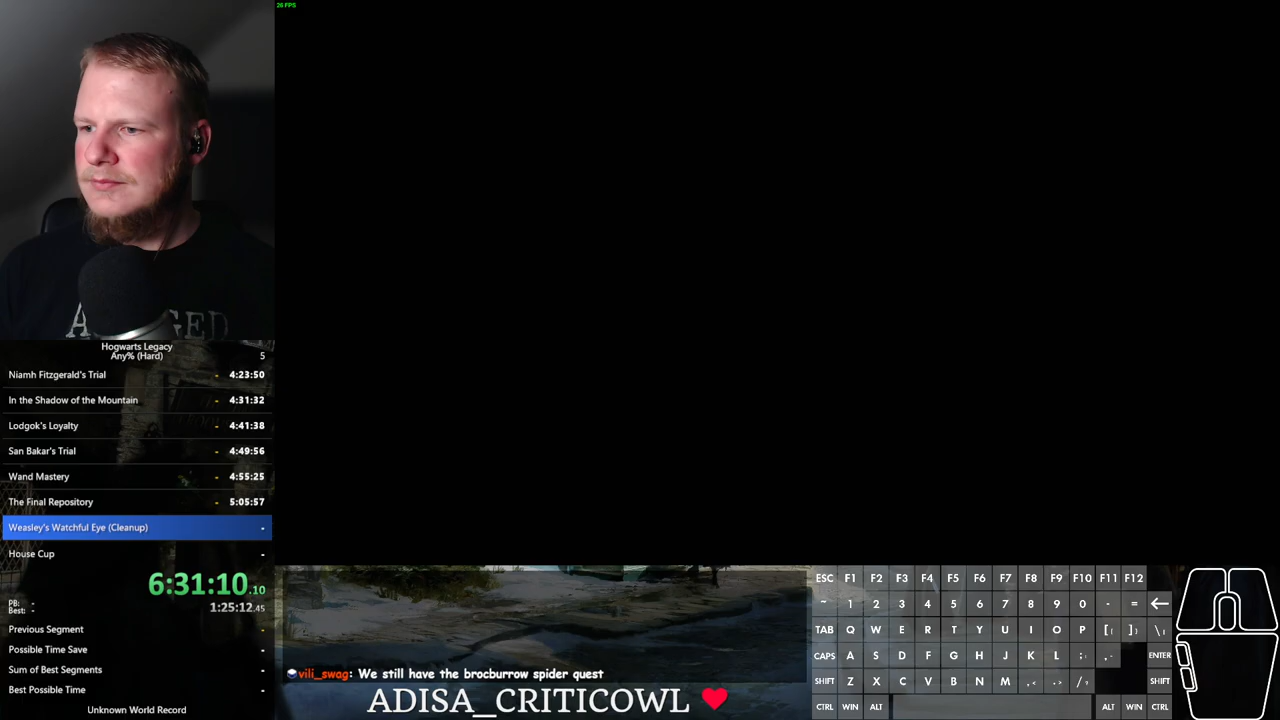 28 FPS
Hogwarts Legacy
Any% (Hard) 5
Niamh Fitzgerald's Trial - 4:23:50
In the Shadow of the Mountain - 4:31:32
Lodgok's Loyalty - 4:41:38
San Bakar's Trial - 4:49:56
Wand Mastery - 4:55:25
The Final Repository - 5:05:57
Weasley's Watchful Eye (Cleanup) -
House Cup -
6:31:10.10
PB: -
Best: -
1:25:12.45
Previous Segment -
Possible Time Save -
Sum of Best Segments -
Best Possible Time -
Unknown World Record
vili_swag: We still have the brocburrow spider quest
ADISA_CRITICOWL
ESC F1 F2 F3 F4 F5 F6 F7 F8 F9 F10 F11 F12
~ 1 2 3 4 5 6 7 8 9 0 - = ←
TAB Q W E R T Y U I O P [{ ]} \|
CAPS A S D F G H J K L ;: ENTER
SHIFT Z X C V B N M ,< .> /? SHIFT
CTRL WIN ALT ALT WIN CTRL